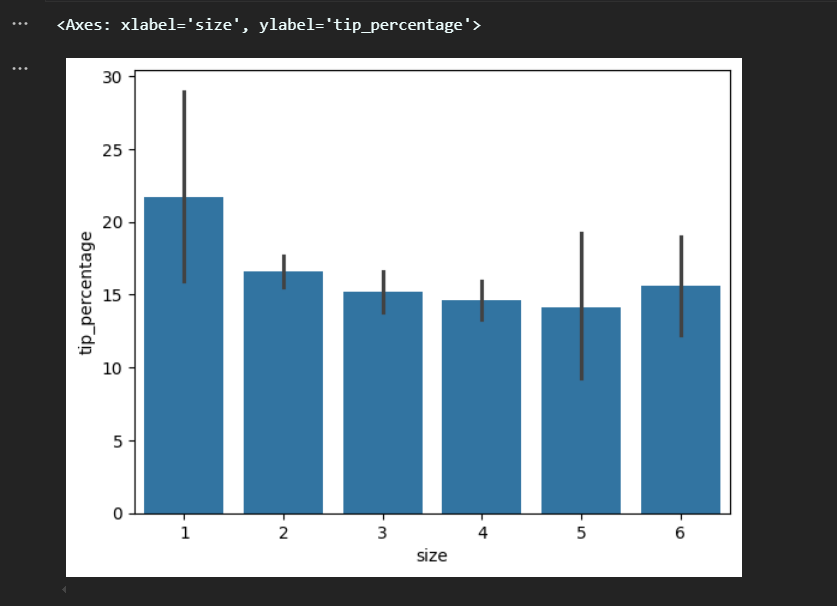 ... <Axes: xlabel='size', ylabel='tip_percentage'>
...
30
25
20
15
10
5
0
tip_percentage
1 2 3 4 5 6
size